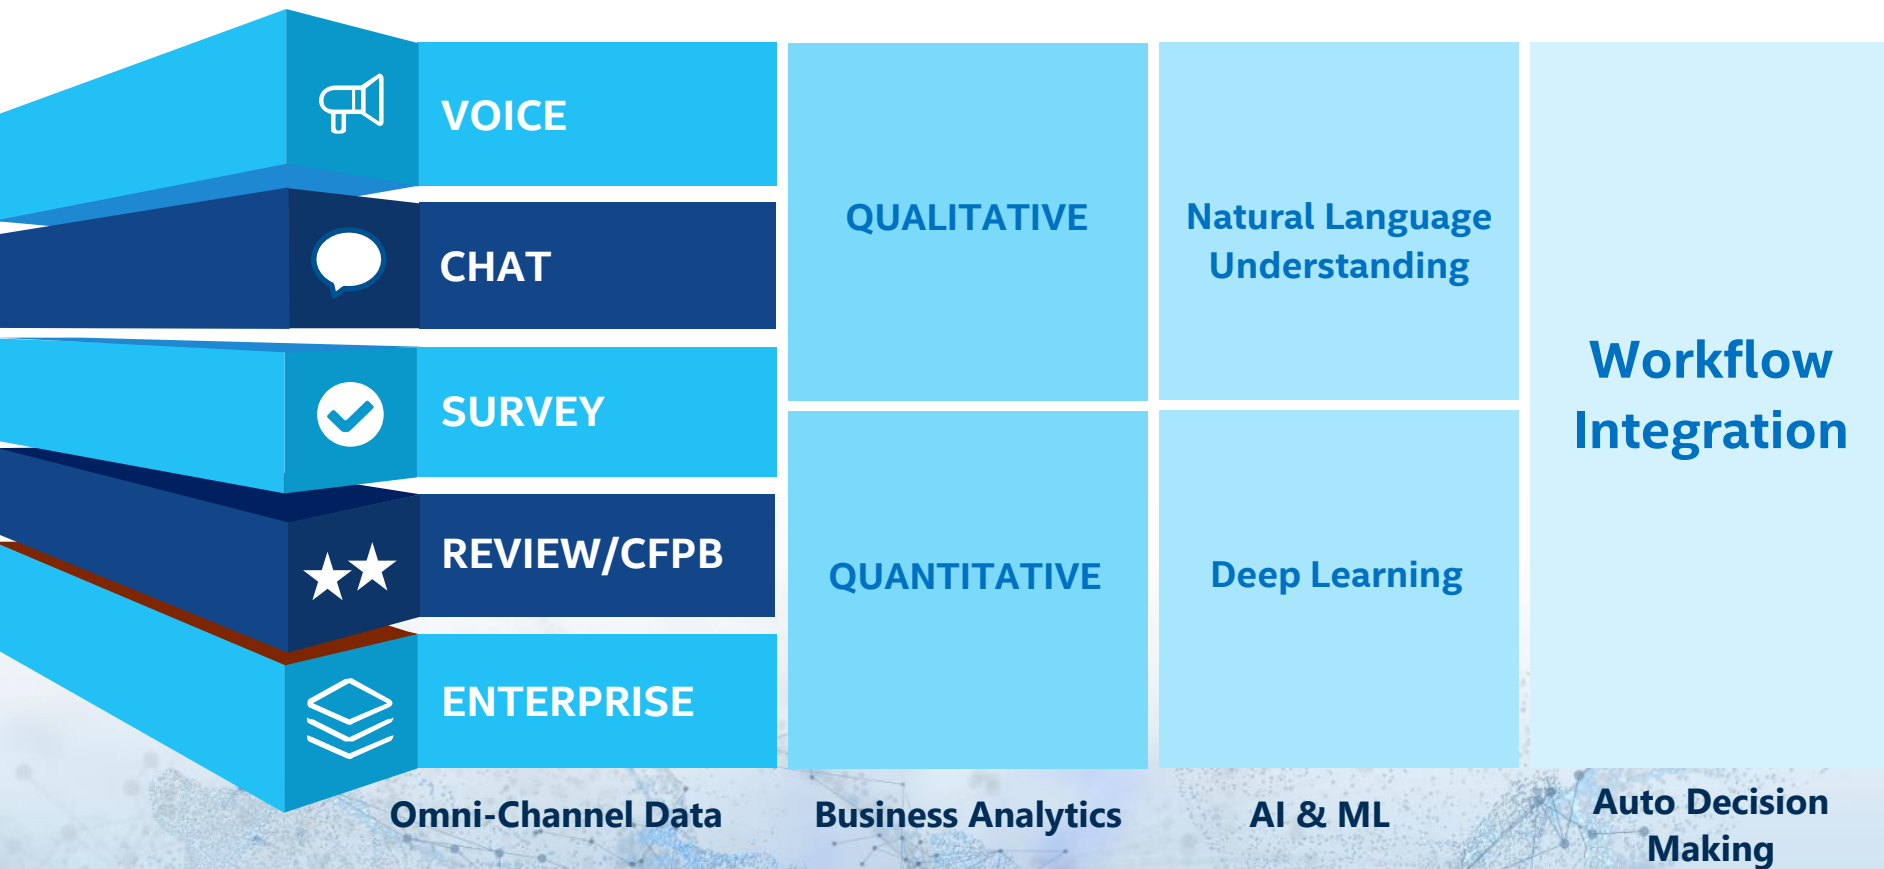 VOICE
CHAT
SURVEY
REVIEW/CFPB
ENTERPRISE
Omni-Channel Data
QUALITATIVE
QUANTITATIVE
Business Analytics
Natural Language
Understanding
Deep Learning
AI & ML
Workflow
Integration
Auto Decision
Making